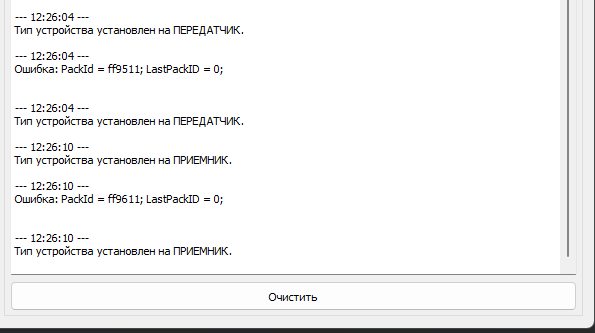 --- 12:26:04 ---
Тип устройства установлен на ПЕРЕДАТЧИК.
--- 12:26:04 ---
Ошибка: PackId = ff9511; LastPackID = 0;
--- 12:26:04 ---
Тип устройства установлен на ПЕРЕДАТЧИК.
--- 12:26:10 ---
Тип устройства установлен на ПРИЕМНИК.
--- 12:26:10 ---
Ошибка: PackId = ff9611; LastPackID = 0;
--- 12:26:10 ---
Тип устройства установлен на ПРИЕМНИК.
Очистить